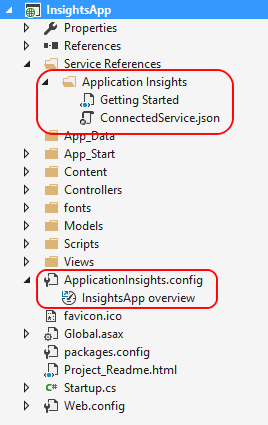 InsightsApp
Properties
References
Service References
Application Insights
Getting Started
ConnectedService.json
App_Data
App_Start
Content
Controllers
fonts
Models
Scripts
Views
ApplicationInsights.config
InsightsApp overview
favicon.ico
Global.asax
packages.config
Project_Readme.html
C# Startup.cs
Web.config